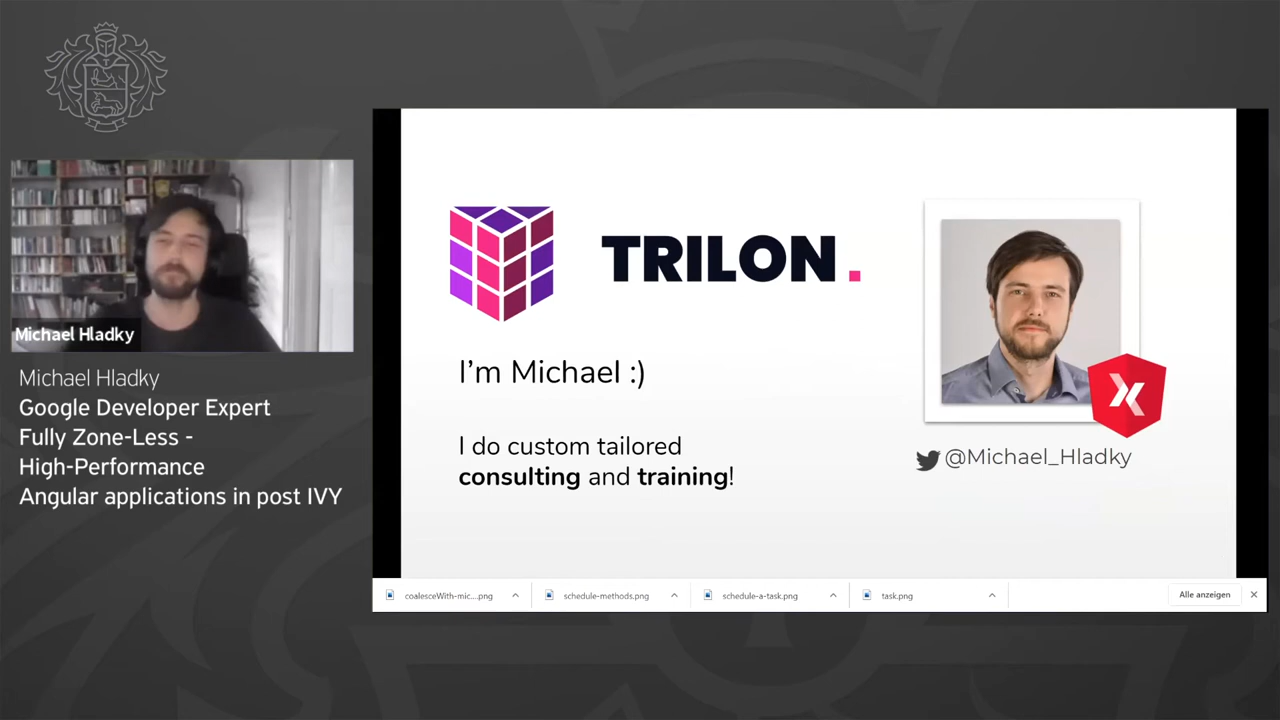 Michael Hladky
Michael Hladky
Google Developer Expert
Fully Zone-Less -
High-Performance
Angular applications in post IVY
TRILON.
I'm Michael :)
I do custom tailored
consulting and training!
@Michael_Hladky
coalesceWith-mic....png
schedule-methods.png
schedule-a-task.png
task.png
Alle anzeigen